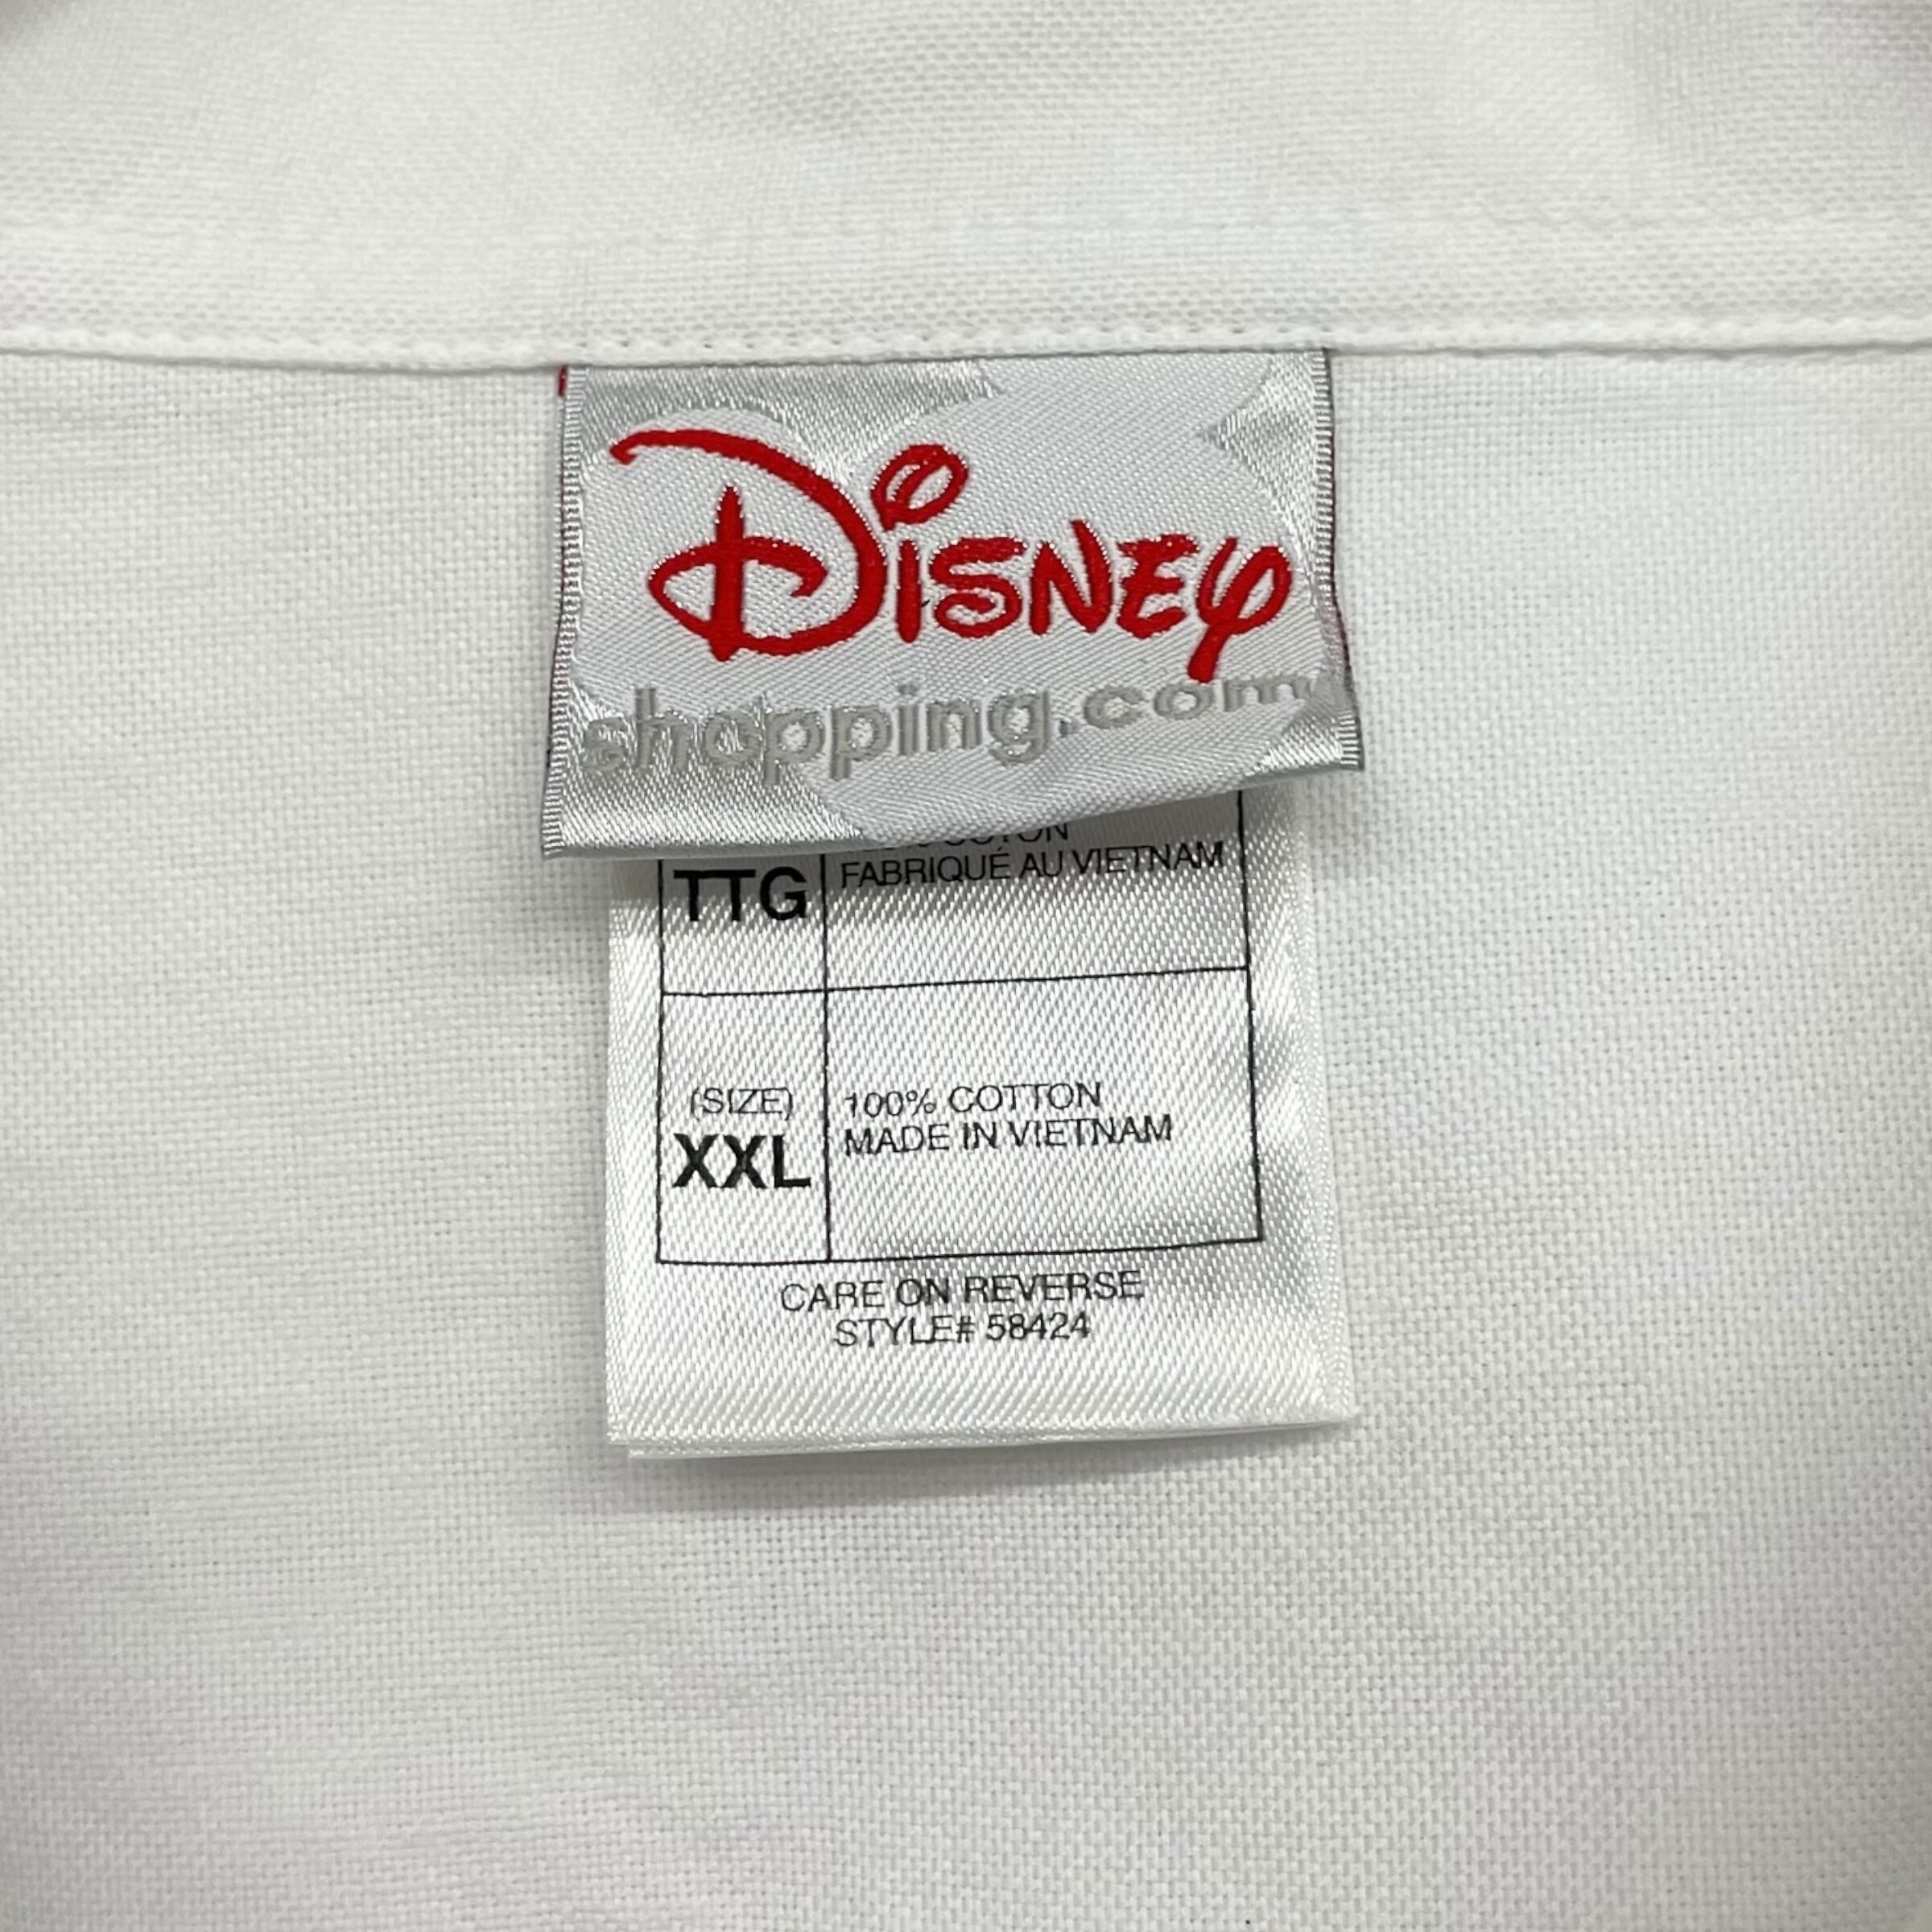 Disney
shopping.com
COTON
TTG FABRIQUÉ AU VIETNAM
(SIZE) 100% COTTON
XXL MADE IN VIETNAM
CARE ON REVERSE
STYLE# 58424